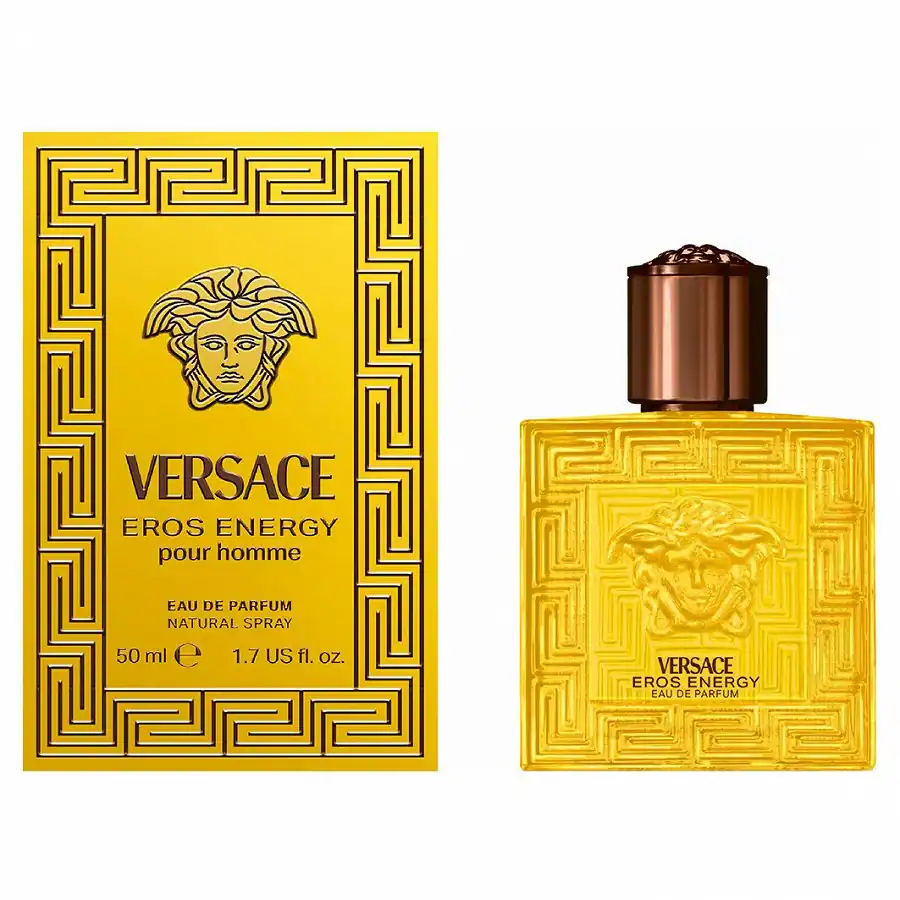 VERSACE
EROS ENERGY
pour homme
EAU DE PARFUM
NATURAL SPRAY
50 ml ℮ 1.7 US fl. oz.
VERSACE
EROS ENERGY
EAU DE PARFUM